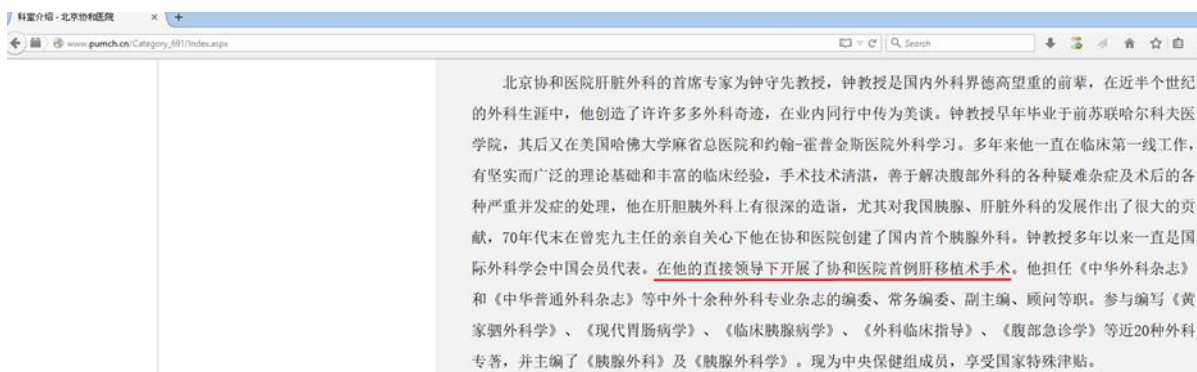 科室介绍 - 北京协和医院
www.pumch.cn/Category_691/Index.aspx
Search
北京协和医院肝脏外科的首席专家为钟守先教授，钟教授是国内外科界德高望重的前辈，在近半个世纪
的外科生涯中，他创造了许许多多外科奇迹，在业内同行中传为美谈。钟教授早年毕业于前苏联哈尔科夫医
学院，其后又在美国哈佛大学麻省总医院和约翰-霍普金斯医院外科学习。多年来他一直在临床第一线工作，
有坚实而广泛的理论基础和丰富的临床经验，手术技术清湛，善于解决腹部外科的各种疑难杂症及术后的各
种严重并发症的处理，他在肝胆胰外科上有很深的造诣，尤其对我国胰腺、肝脏外科的发展作出了很大的贡
献，70年代末在曾宪九主任的亲自关心下他在协和医院创建了国内首个胰腺外科。钟教授多年以来一直是国
际外科学会中国会员代表。在他的直接领导下开展了协和医院首例肝移植术手术。他担任《中华外科杂志》
和《中华普通外科杂志》等中外十余种外科专业杂志的编委、常务编委、副主编、顾问等职。参与编写《黄
家驷外科学》、《现代胃肠病学》、《临床胰腺病学》、《外科临床指导》、《腹部急诊学》等近20种外科
专著，并主编了《胰腺外科》及《胰腺外科学》。现为中央保健组成员，享受国家特殊津贴。